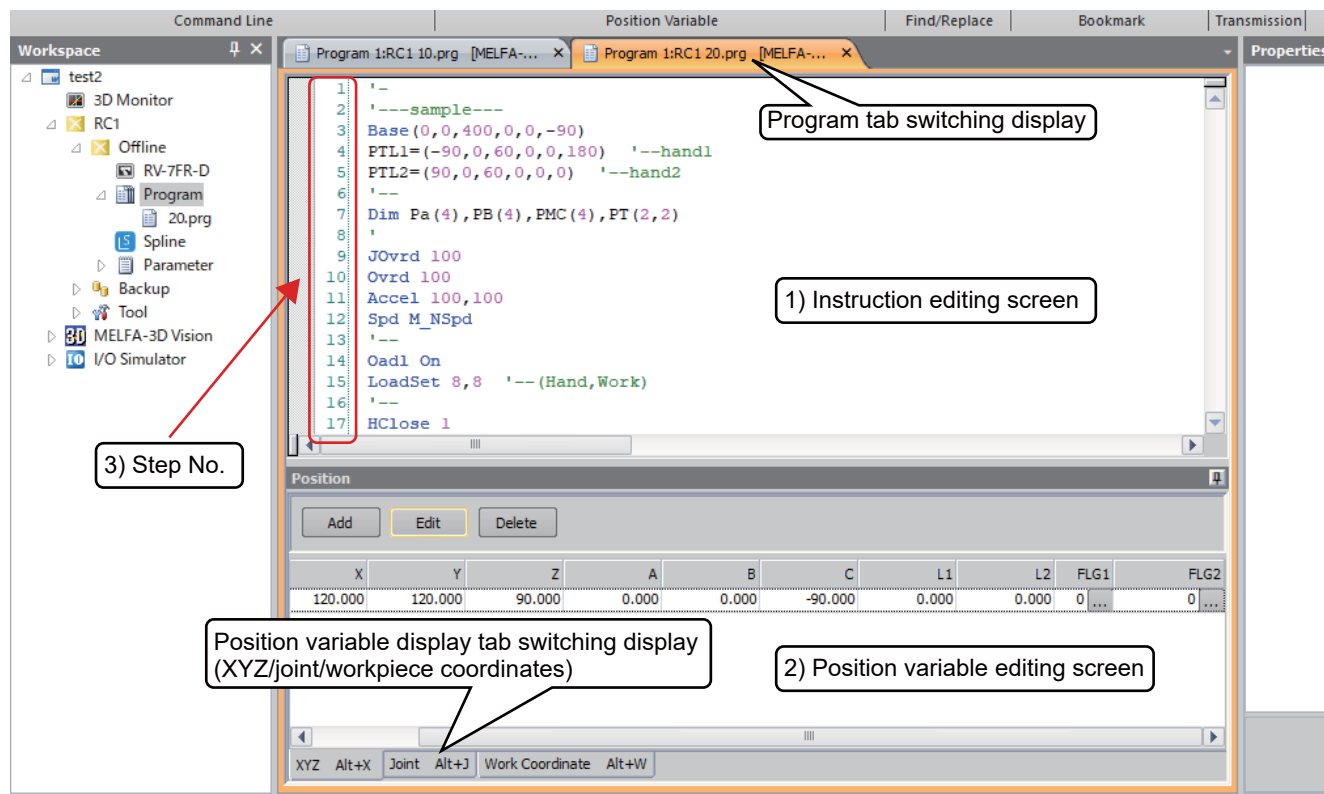 Command Line Position Variable Find/Replace Bookmark Transmission
Workspace
Program 1:RC1 10.prg [MELFA-...
Program 1:RC1 20.prg [MELFA-...
Properties
test2
3D Monitor
RC1
Offline
RV-7FR-D
Program
20.prg
Spline
Parameter
Backup
Tool
MELFA-3D Vision
I/O Simulator
3) Step No.
1 '-
2 '---sample---
3 Base(0,0,400,0,0,-90)
4 PTL1=(-90,0,60,0,0,180) '--hand1
5 PTL2=(90,0,60,0,0,0) '--hand2
6 '--
7 Dim Pa(4),PB(4),PMC(4),PT(2,2)
8 '
9 JOvrd 100
10 Ovrd 100
11 Accel 100,100
12 Spd M_NSpd
13 '--
14 Oadl On
15 LoadSet 8,8 '--(Hand,Work)
16 '--
17 HClose 1
Program tab switching display
1) Instruction editing screen
Position
Add Edit Delete
X Y Z A B C L1 L2 FLG1 FLG2
120.000 120.000 90.000 0.000 0.000 -90.000 0.000 0.000 0 ... 0 ...
Position variable display tab switching display
(XYZ/joint/workpiece coordinates)
2) Position variable editing screen
XYZ Alt+X Joint Alt+J Work Coordinate Alt+W